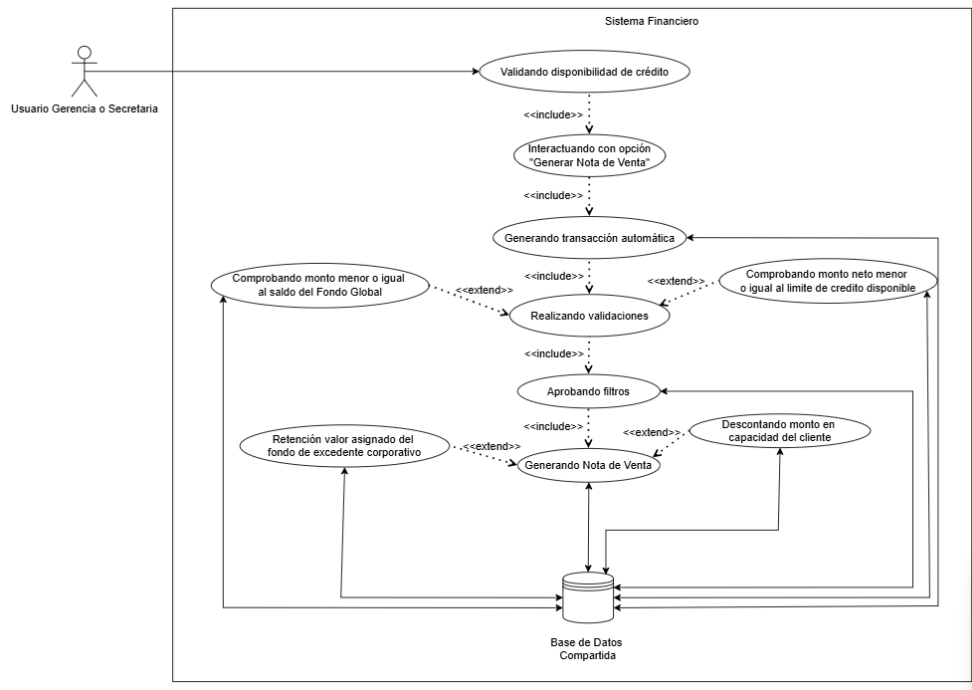 Sistema Financiero
Usuario Gerencia o Secretaria
Validando disponibilidad de crédito
<<include>>
Interactuando con opción
"Generar Nota de Venta"
<<include>>
Generando transacción automática
Comprobando monto menor o igual
al saldo del Fondo Global
<<include>>
Comprobando monto neto menor
o igual al limite de credito disponible
<<extend>>
<<extend>>
Realizando validaciones
<<include>>
Aprobando filtros
<<include>>
Retención valor asignado del
fondo de excedente corporativo
<<extend>>
<<extend>>
Descontando monto en
capacidad del cliente
Generando Nota de Venta
Base de Datos
Compartida